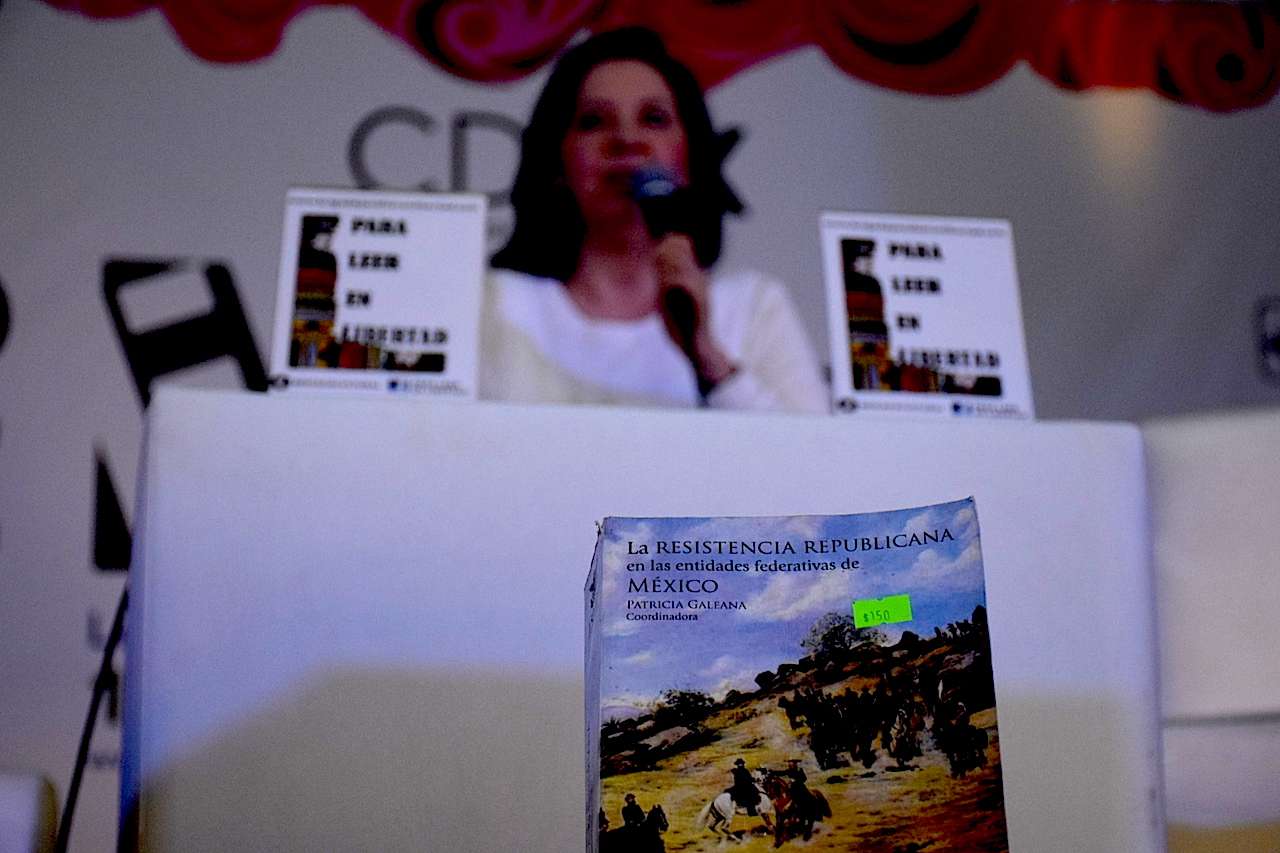 CD
PARA
LEER
EN
LIBERTAD
PARA
LEER
EN
LIBERTAD
La RESISTENCIA REPUBLICANA
en las entidades federativas de
MÉXICO
PATRICIA GALEANA
Coordinadora
$150